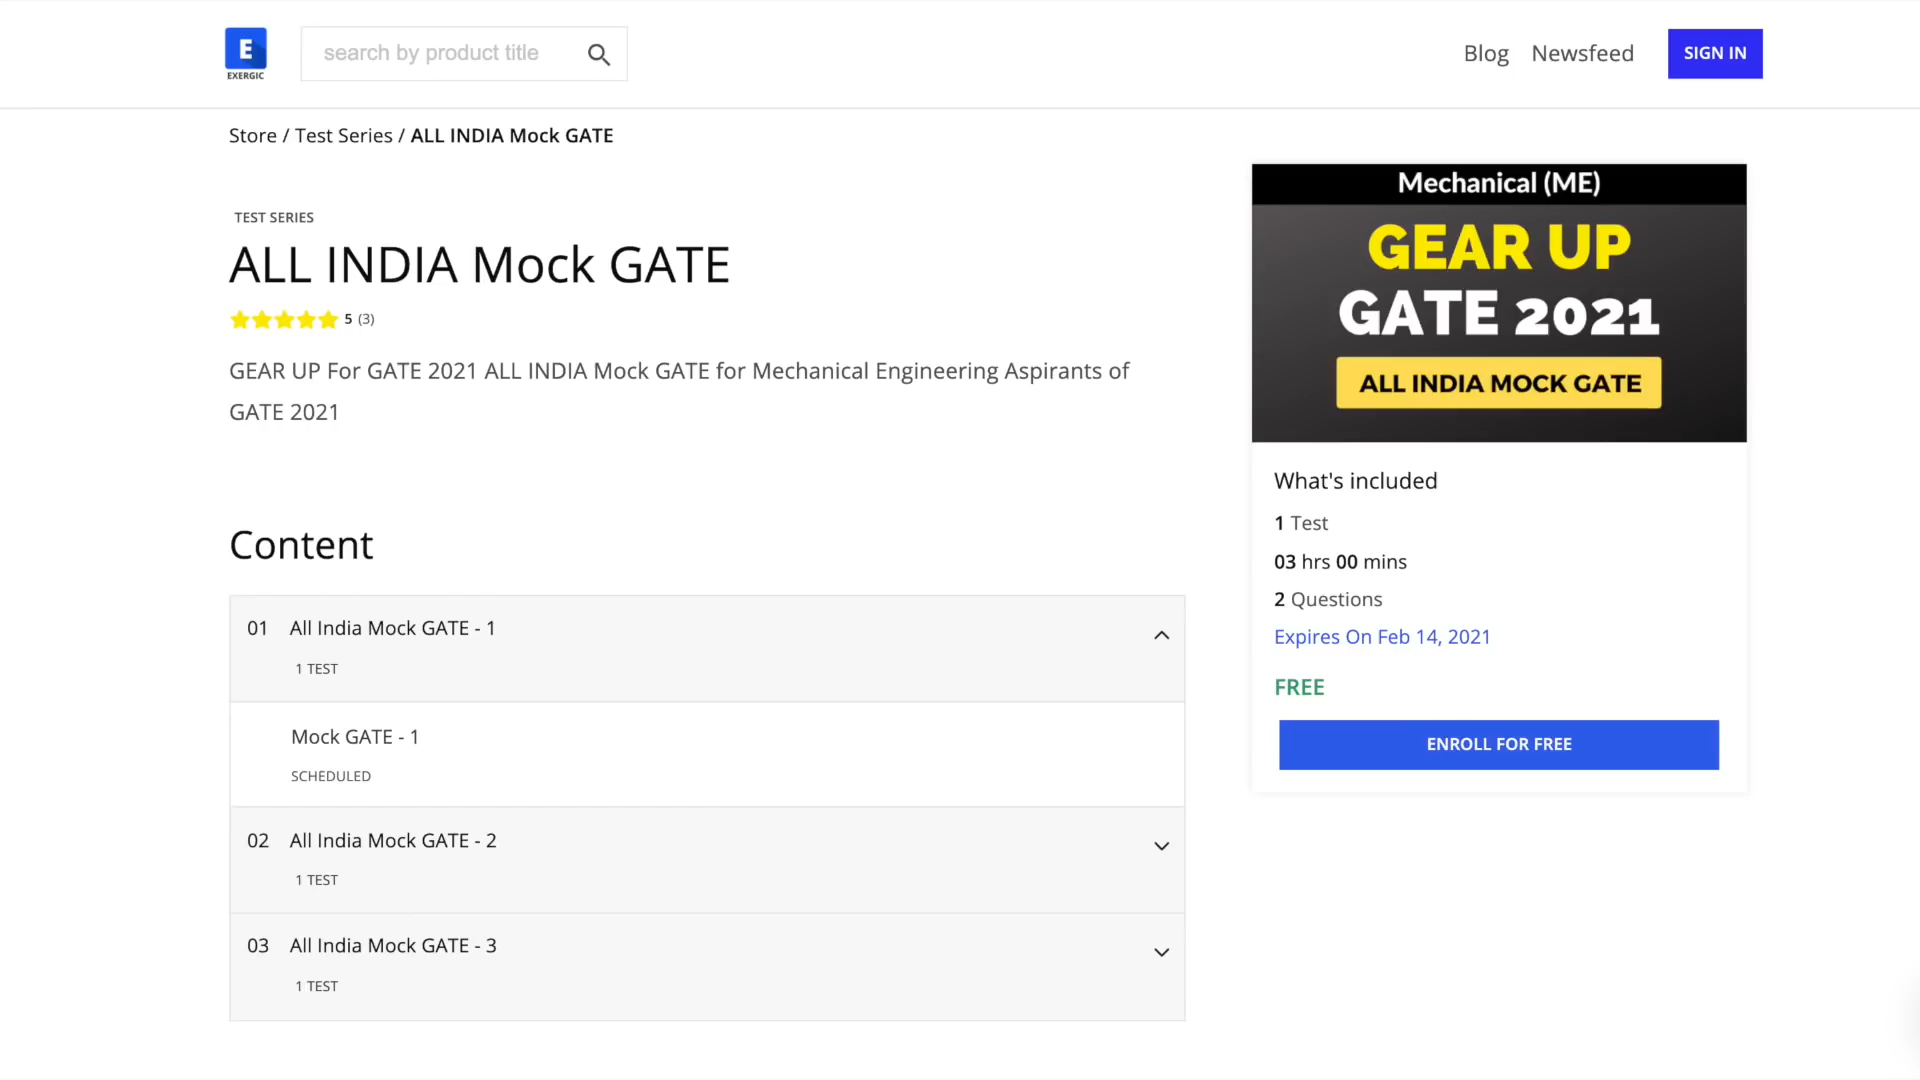 E
EXERGIC
search by product title
Blog
Newsfeed
SIGN IN
Store / Test Series / ALL INDIA Mock GATE
TEST SERIES
ALL INDIA Mock GATE
5 (3)
GEAR UP For GATE 2021 ALL INDIA Mock GATE for Mechanical Engineering Aspirants of
GATE 2021
Content
01 All India Mock GATE - 1
1 TEST
Mock GATE - 1
SCHEDULED
02 All India Mock GATE - 2
1 TEST
03 All India Mock GATE - 3
1 TEST
Mechanical (ME)
GEAR UP
GATE 2021
ALL INDIA MOCK GATE
What's included
1 Test
03 hrs 00 mins
2 Questions
Expires On Feb 14, 2021
FREE
ENROLL FOR FREE